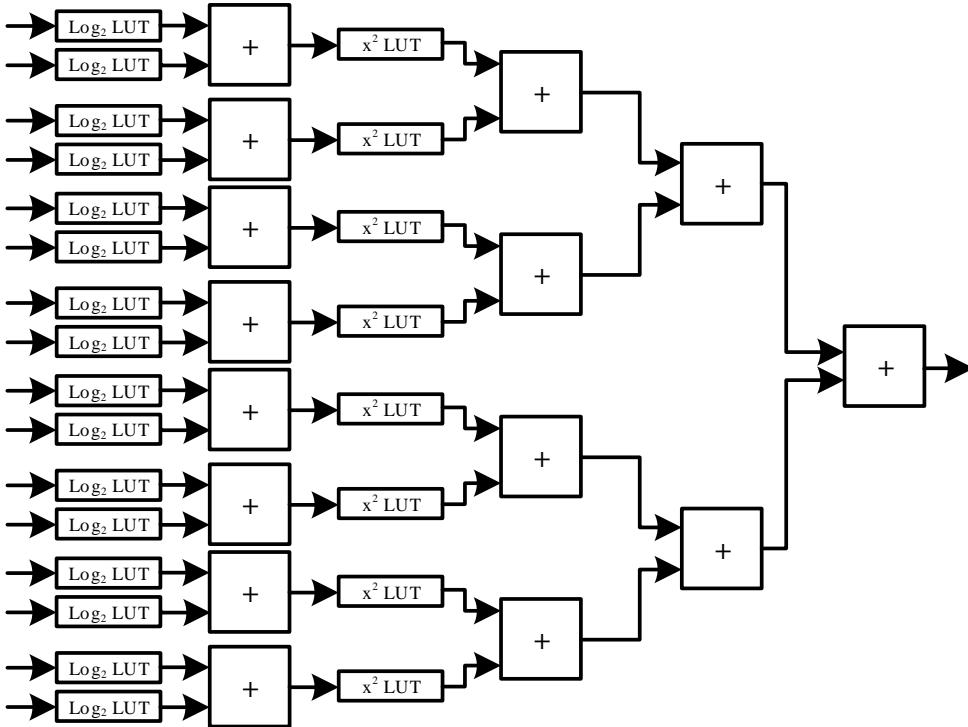 Log₂ LUT
Log₂ LUT
+
x² LUT
+
Log₂ LUT
Log₂ LUT
+
x² LUT
+
Log₂ LUT
Log₂ LUT
+
x² LUT
+
Log₂ LUT
Log₂ LUT
+
x² LUT
+
Log₂ LUT
Log₂ LUT
+
x² LUT
+
Log₂ LUT
Log₂ LUT
+
x² LUT
+
Log₂ LUT
Log₂ LUT
+
x² LUT
+
Log₂ LUT
Log₂ LUT
+
x² LUT